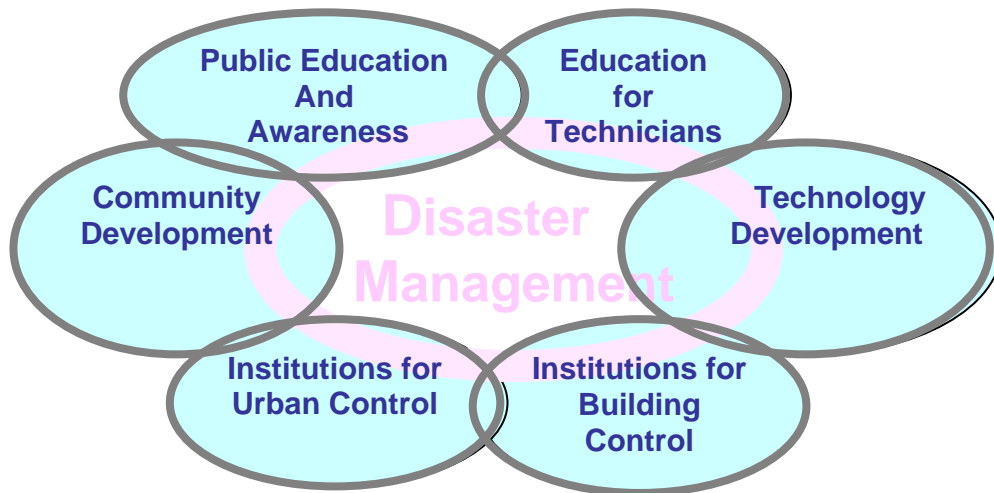 Public Education
And
Awareness
Education
for
Technicians
Community
Development
Disaster
Management
Technology
Development
Institutions for
Urban Control
Institutions for
Building
Control